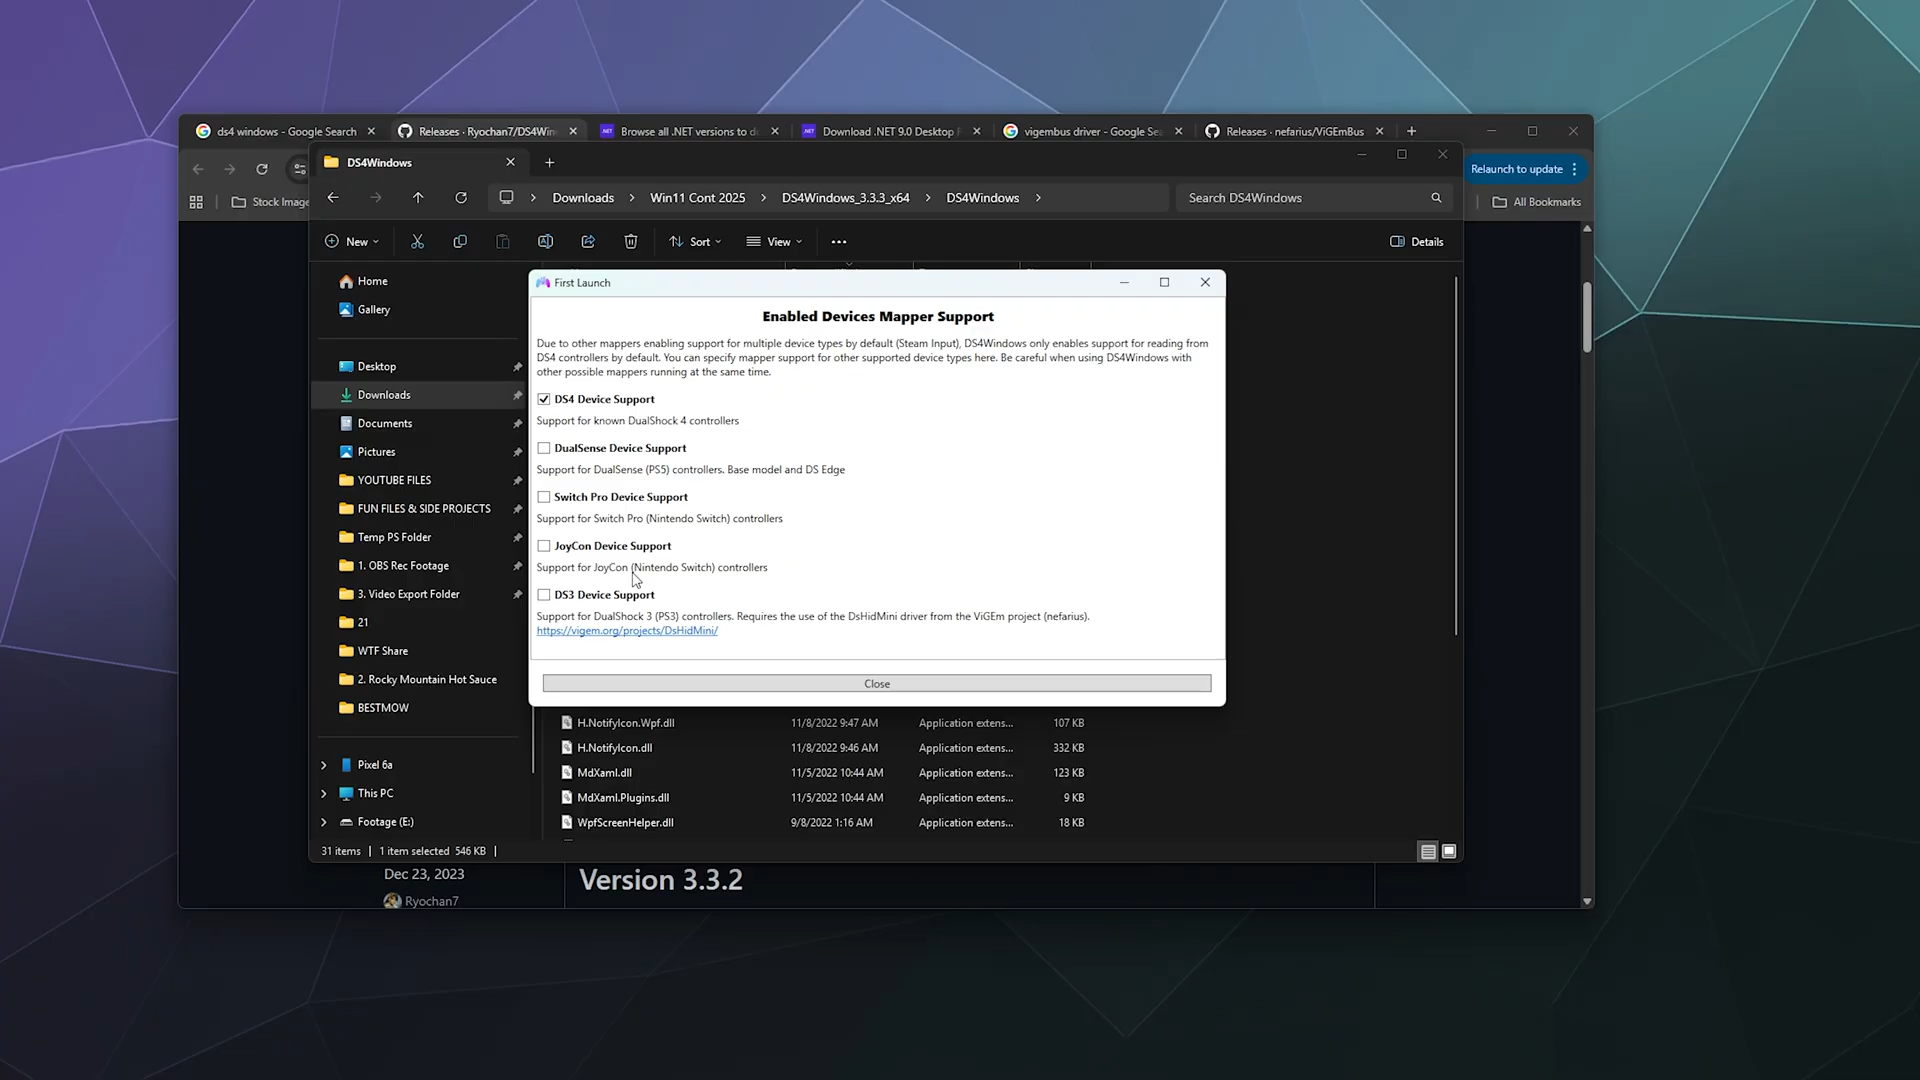 ds4 windows - Google Search
Releases · Ryochan7/DS4Win
Browse all .NET versions to d
Download .NET 9.0 Desktop
vigembus driver - Google Se
Releases · nefarius/ViGEmBus
DS4Windows
Relaunch to update
Stock Image
Downloads
Win11 Cont 2025
DS4Windows_3.3.3_x64
DS4Windows
Search DS4Windows
All Bookmarks
New
Sort
View
Details
Home
Gallery
Desktop
Downloads
Documents
Pictures
YOUTUBE FILES
FUN FILES & SIDE PROJECTS
Temp PS Folder
1. OBS Rec Footage
3. Video Export Folder
21
WTF Share
2. Rocky Mountain Hot Sauce
BESTMOW
Pixel 6a
This PC
Footage (E:)
First Launch
Enabled Devices Mapper Support
Due to other mappers enabling support for multiple device types by default (Steam Input), DS4Windows only enables support for reading from
DS4 controllers by default. You can specify mapper support for other supported device types here. Be careful when using DS4Windows with
other possible mappers running at the same time.
DS4 Device Support
Support for known DualShock 4 controllers
DualSense Device Support
Support for DualSense (PS5) controllers. Base model and DS Edge
Switch Pro Device Support
Support for Switch Pro (Nintendo Switch) controllers
JoyCon Device Support
Support for JoyCon (Nintendo Switch) controllers
DS3 Device Support
Support for DualShock 3 (PS3) controllers. Requires the use of the DsHidMini driver from the ViGEm project (nefarius).
https://vigem.org/projects/DsHidMini/
Close
H.NotifyIcon.Wpf.dll 11/8/2022 9:47 AM Application extens... 107 KB
H.NotifyIcon.dll 11/8/2022 9:46 AM Application extens... 332 KB
MdXaml.dll 11/5/2022 10:44 AM Application extens... 123 KB
MdXaml.Plugins.dll 11/5/2022 10:44 AM Application extens... 9 KB
WpfScreenHelper.dll 9/8/2022 1:16 AM Application extens... 18 KB
31 items 1 item selected 546 KB
Dec 23, 2023
Ryochan7
Version 3.3.2